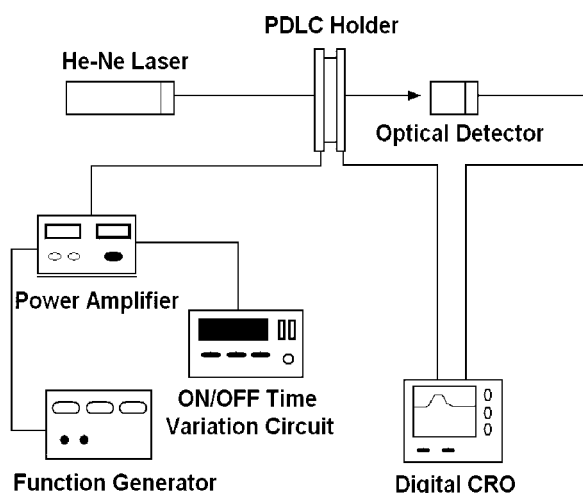 PDLC Holder
He-Ne Laser
Optical Detector
Power Amplifier
ON/OFF Time
Variation Circuit
Function Generator
Digital CRO